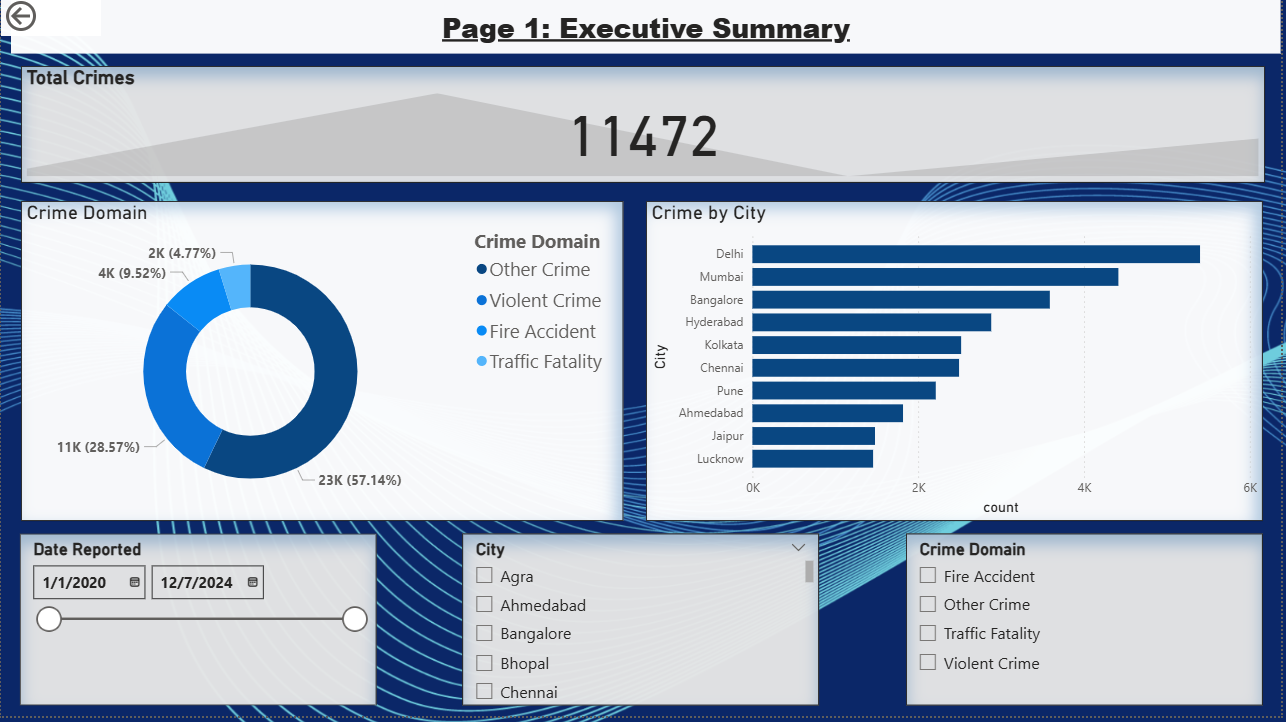 Page 1: Executive Summary
Total Crimes
11472
Crime Domain
2K (4.77%)
4K (9.52%)
11K (28.57%)
23K (57.14%)
Crime Domain
Other Crime
Violent Crime
Fire Accident
Traffic Fatality
Crime by City
City
Delhi
Mumbai
Bangalore
Hyderabad
Kolkata
Chennai
Pune
Ahmedabad
Jaipur
Lucknow
0K 2K 4K 6K
count
Date Reported
1/1/2020 12/7/2024
City
Agra
Ahmedabad
Bangalore
Bhopal
Chennai
Crime Domain
Fire Accident
Other Crime
Traffic Fatality
Violent Crime